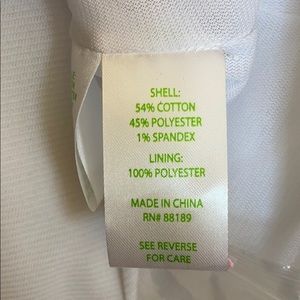 SHELL:
54% COTTON
45% POLYESTER
1% SPANDEX
LINING:
100% POLYESTER
MADE IN CHINA
RN# 88189
SEE REVERSE
FOR CARE